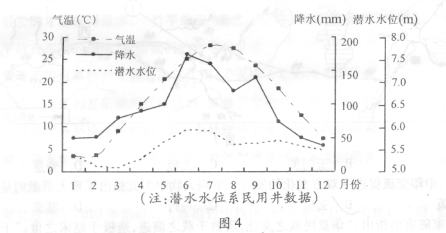 气温(℃) 降水(mm) 潜水水位(m)
30 200 8.0
25 7.5
20 150 7.0
15 100 6.5
10 6.0
5 50 5.5
0 0 5.0
气温
降水
潜水水位
2 3 4 5 6 7 8 9 10 11 12 月份
(注:潜水水位系民用井数据)
图4